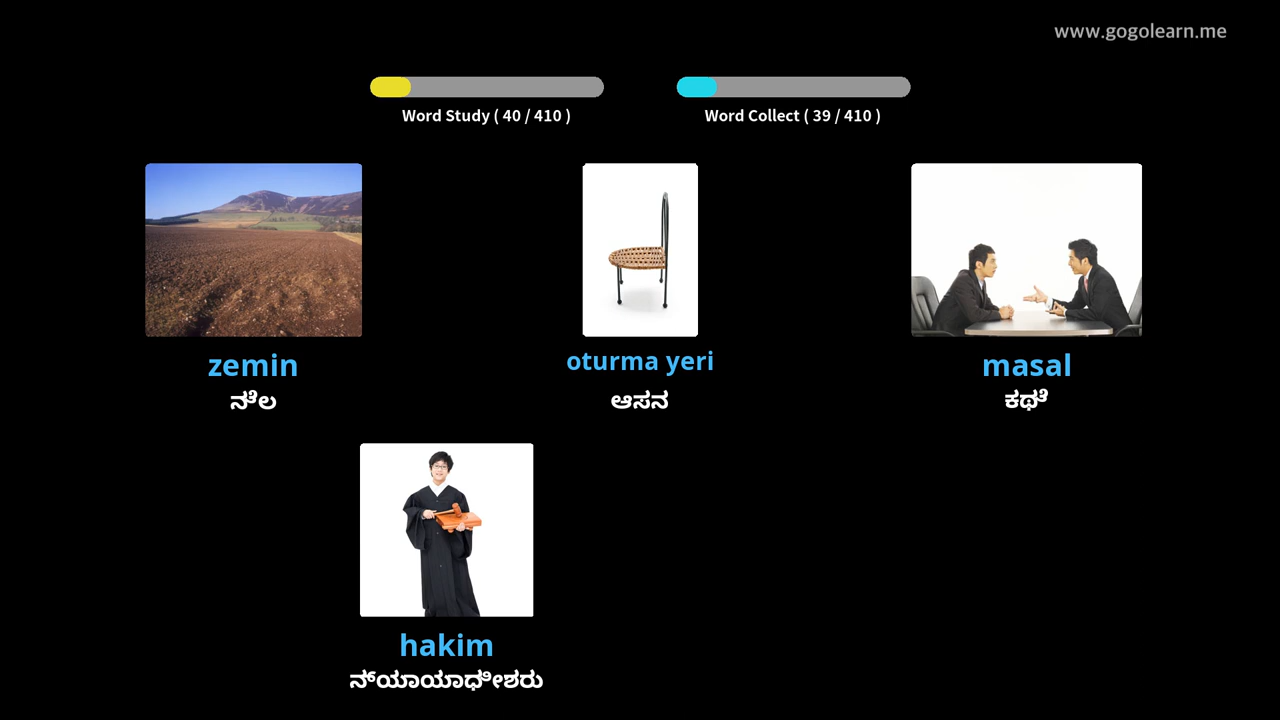 www.gogolearn.me
Word Study ( 40 / 410 )
Word Collect ( 39 / 410 )
zemin
ನೆಲ
oturma yeri
ಆಸನ
masal
ಕಥೆ
hakim
ನ್ಯಾಯಾಧೀಶರು